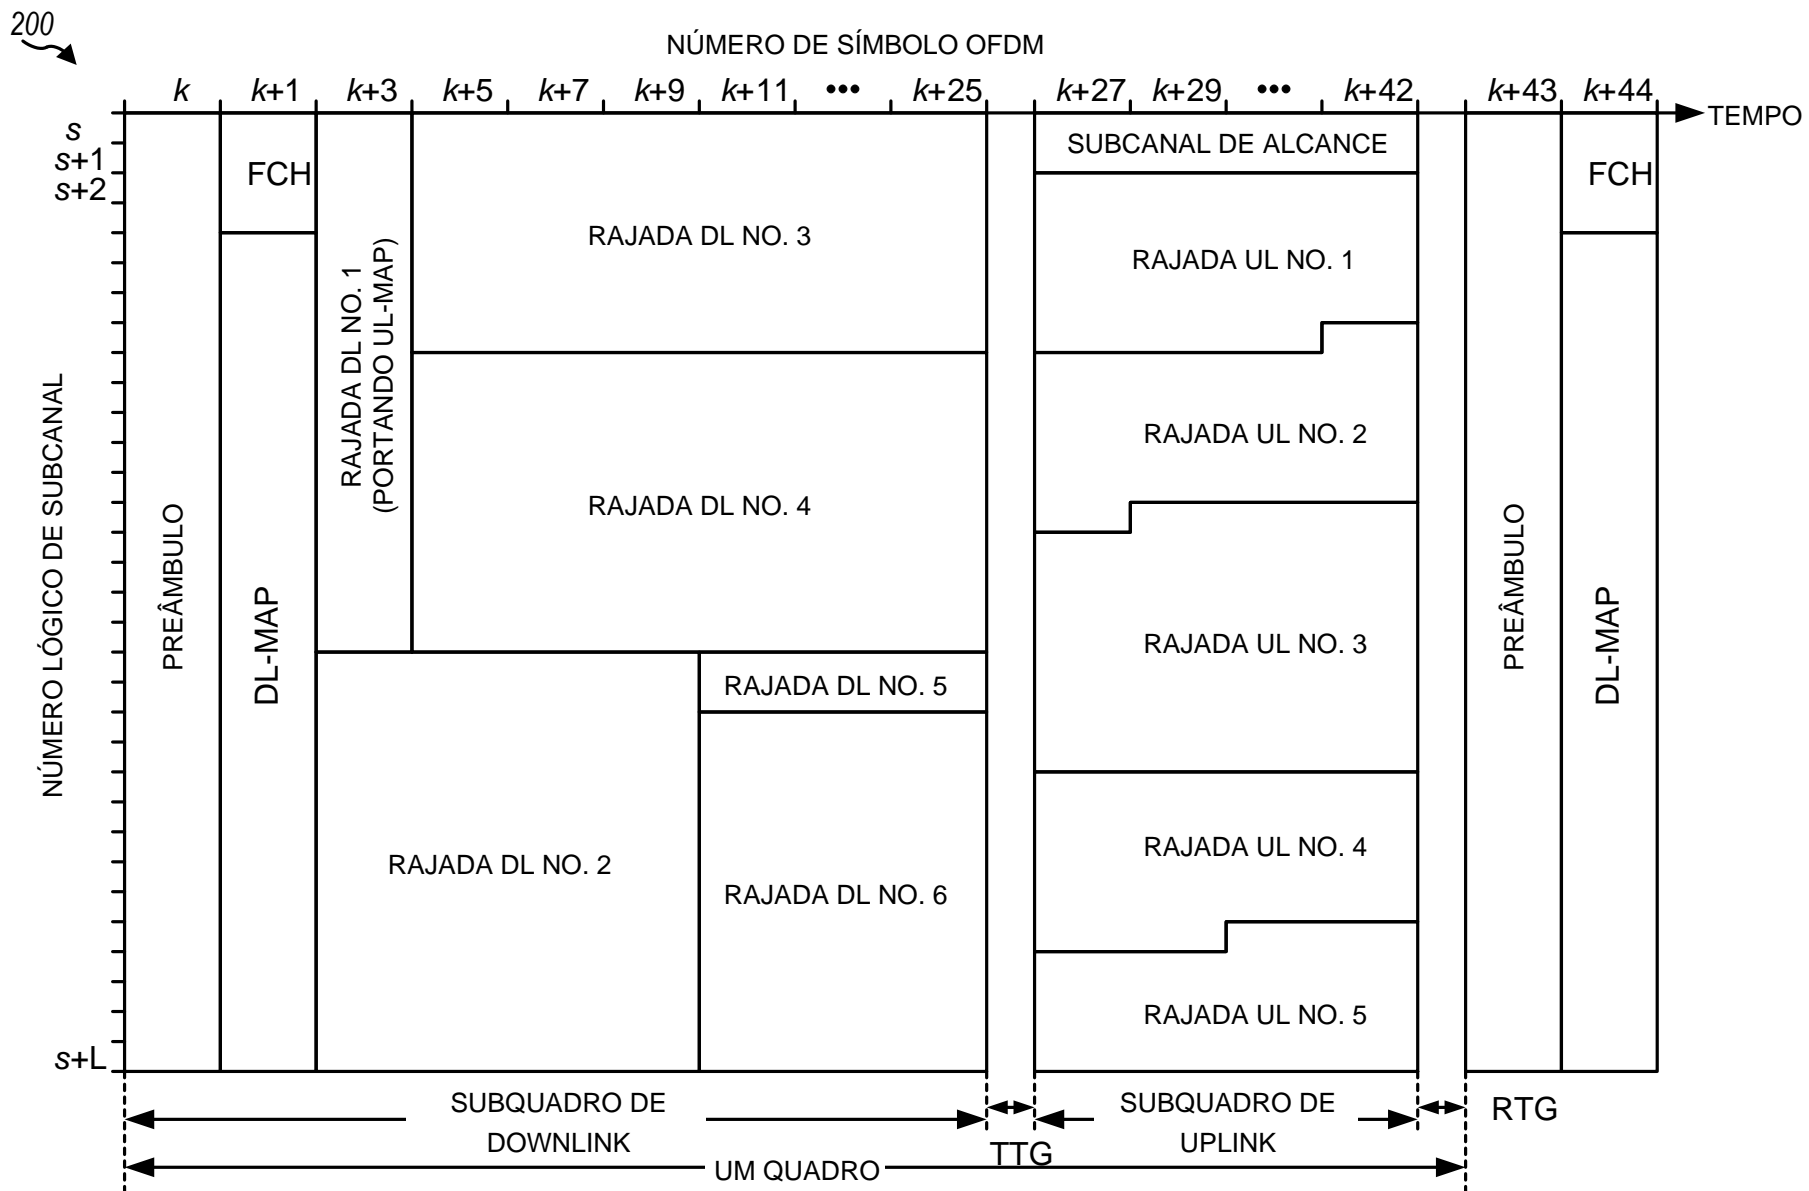 200
NÚMERO DE SÍMBOLO OFDM
k k+1 k+3 k+5 k+7 k+9 k+11 ••• k+25 k+27 k+29 ••• k+42 k+43 k+44
TEMPO
s
s+1
s+2
s+L
NÚMERO LÓGICO DE SUBCANAL
PREÂMBULO
FCH
DL-MAP
RAJADA DL NO. 1
(PORTANDO UL-MAP)
RAJADA DL NO. 3
RAJADA DL NO. 4
RAJADA DL NO. 2
RAJADA DL NO. 5
RAJADA DL NO. 6
SUBCANAL DE ALCANCE
RAJADA UL NO. 1
RAJADA UL NO. 2
RAJADA UL NO. 3
RAJADA UL NO. 4
RAJADA UL NO. 5
PREÂMBULO
FCH
DL-MAP
SUBQUADRO DE
DOWNLINK
TTG
SUBQUADRO DE
UPLINK
RTG
UM QUADRO